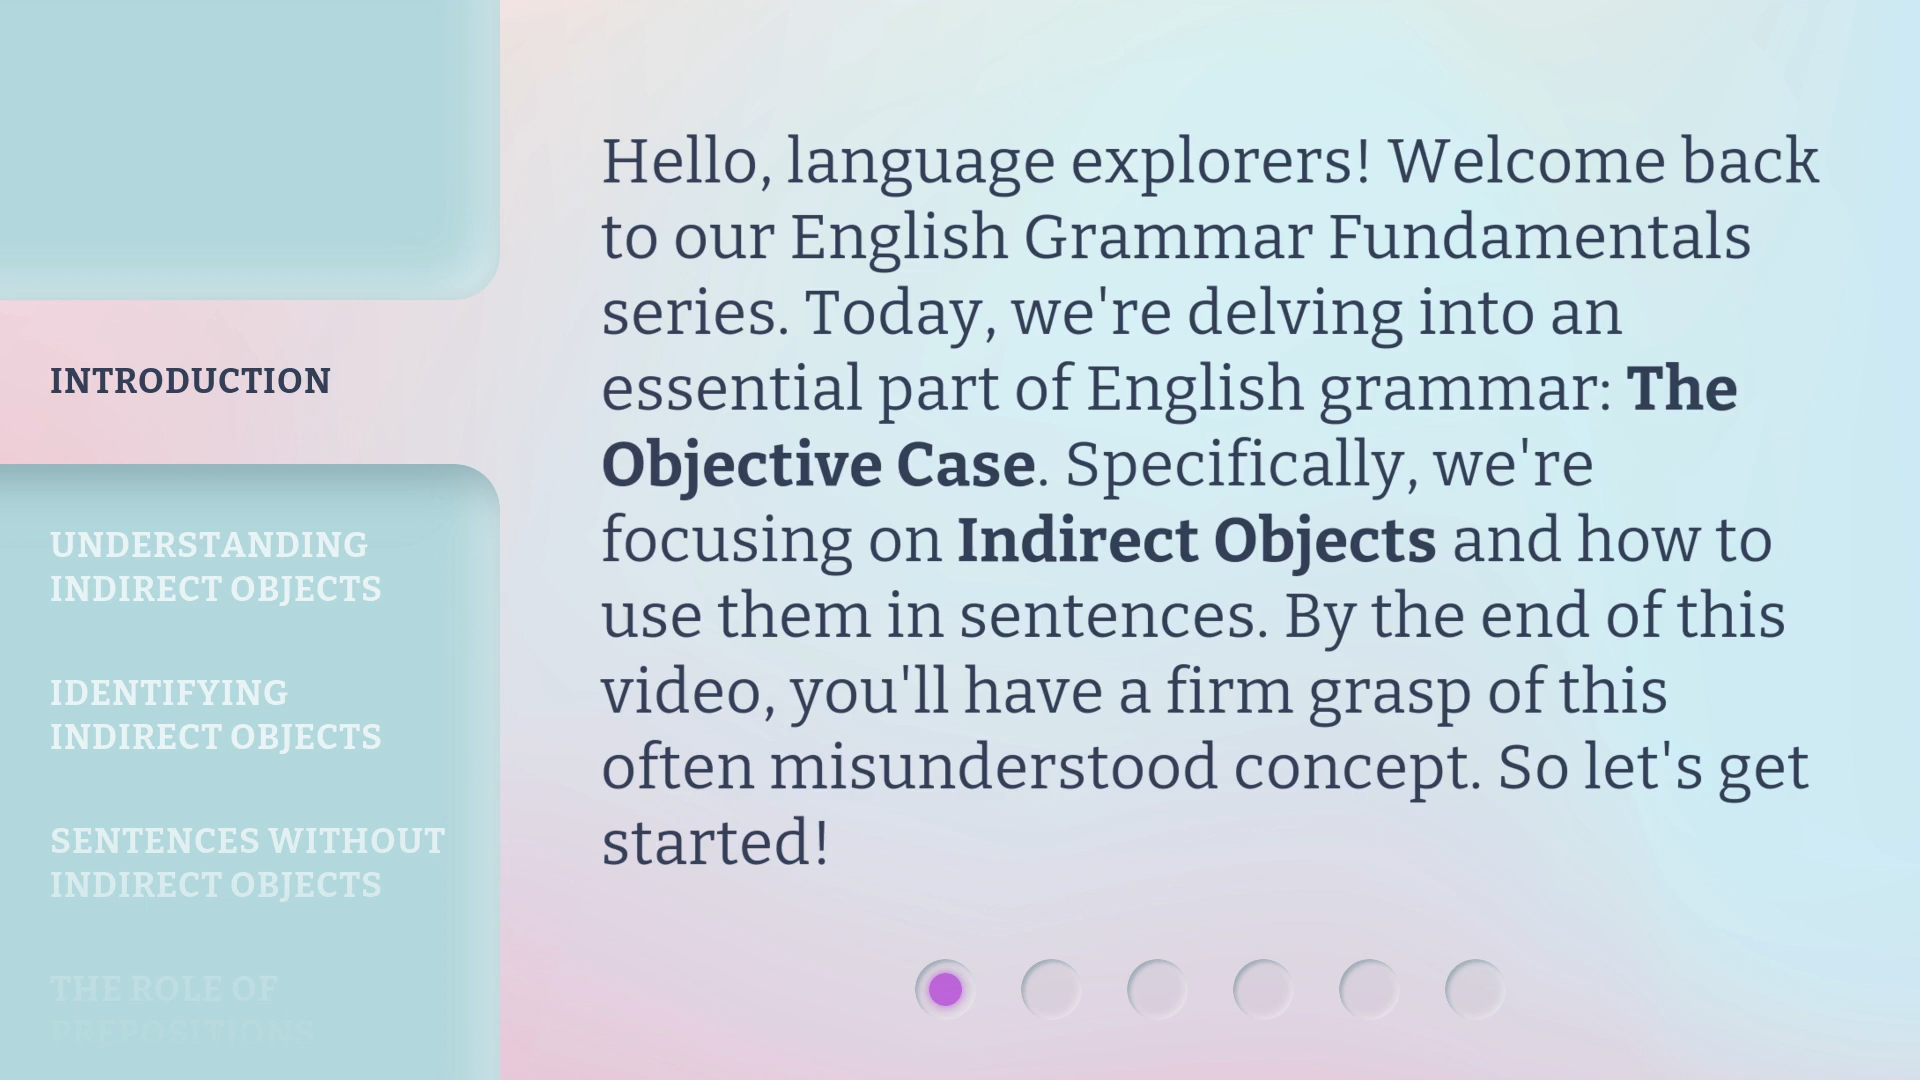 INTRODUCTION
UNDERSTANDING
INDIRECT OBJECTS
IDENTIFYING
INDIRECT OBJECTS
SENTENCES WITHOUT
INDIRECT OBJECTS
THE ROLE OF
PREPOSITIONS
Hello, language explorers! Welcome back
to our English Grammar Fundamentals
series. Today, we're delving into an
essential part of English grammar: The
Objective Case. Specifically, we're
focusing on Indirect Objects and how to
use them in sentences. By the end of this
video, you'll have a firm grasp of this
often misunderstood concept. So let's get
started!